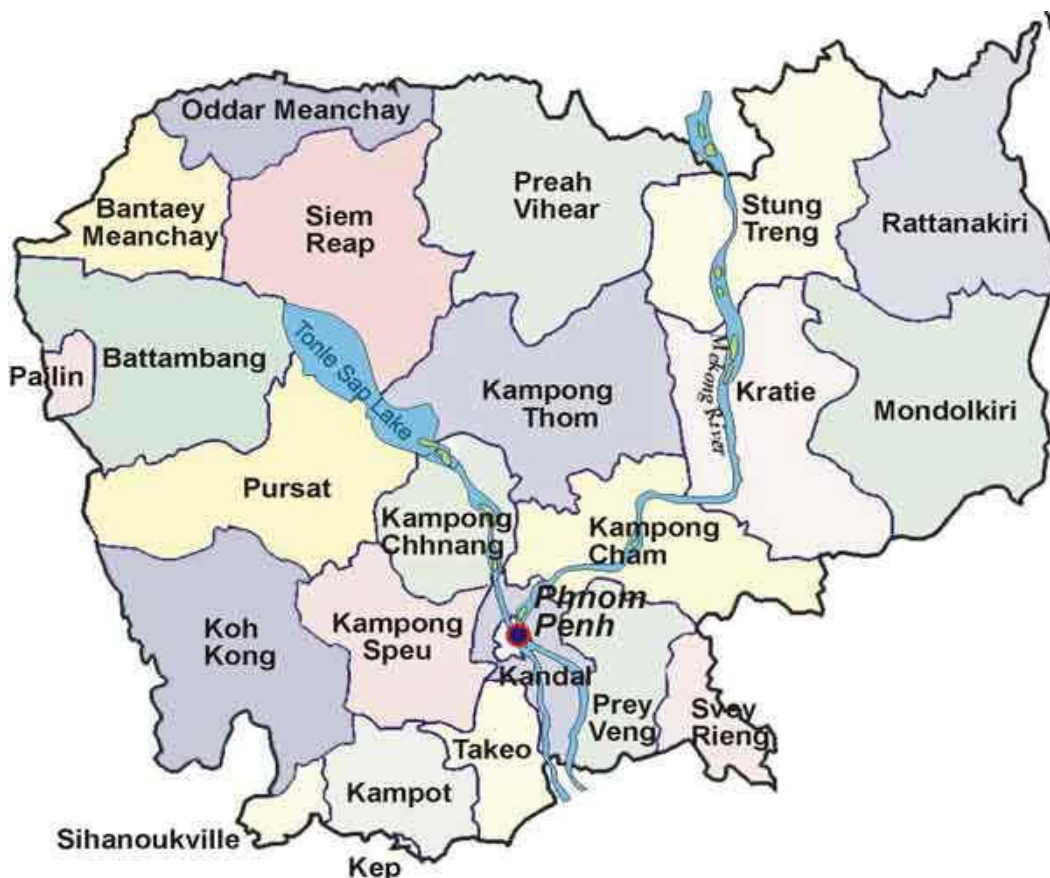 Oddar Meanchay
Preah
Vihear
Stung
Treng
Rattanakiri
Bantaey
Meanchay
Siem
Reap
Battambang
Pailin
Tonle Sap Lake
Kampong
Thom
Mekong River
Kratie
Mondolkiri
Pursat
Kampong
Chhnang
Kampong
Cham
Phnom
Penh
Koh
Kong
Kampong
Speu
Kandal
Prey
Veng
Svey
Rieng
Takeo
Kampot
Sihanoukville
Kep